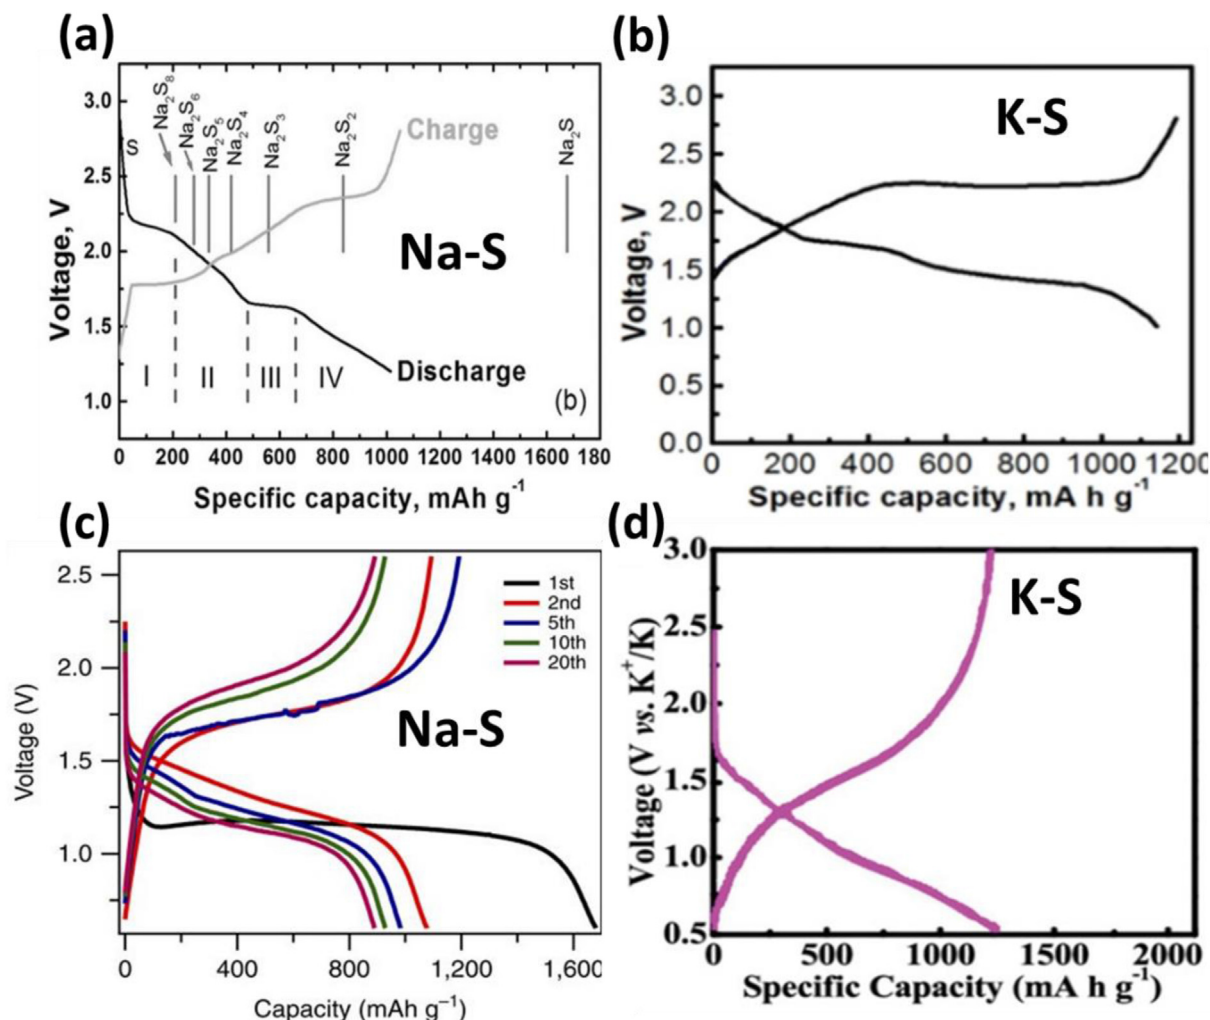 (a)
3.0
2.5
2.0
1.5
1.0
Voltage, V
S
Na₂S₈
Na₂S₆
Na₂S₅
Na₂S₄
Na₂S₃
Na₂S₂
Na₂S
Charge
Na-S
I II III IV
Discharge
(b)
0 200 400 600 800 1000 1200 1400 1600 180
Specific capacity, mAh g⁻¹
(b)
3.0
2.5
2.0
1.5
1.0
0.5
0.0
Voltage, V
K-S
0 200 400 600 800 1000 1200
Specific capacity, mA h g⁻¹
(c)
2.5
2.0
1.5
1.0
Voltage (V)
1st
2nd
5th
10th
20th
Na-S
0 400 800 1,200 1,600
Capacity (mAh g⁻¹)
(d)
3.0
2.5
2.0
1.5
1.0
0.5
Voltage (V vs. K⁺/K)
K-S
0 500 1000 1500 2000
Specific Capacity (mA h g⁻¹)